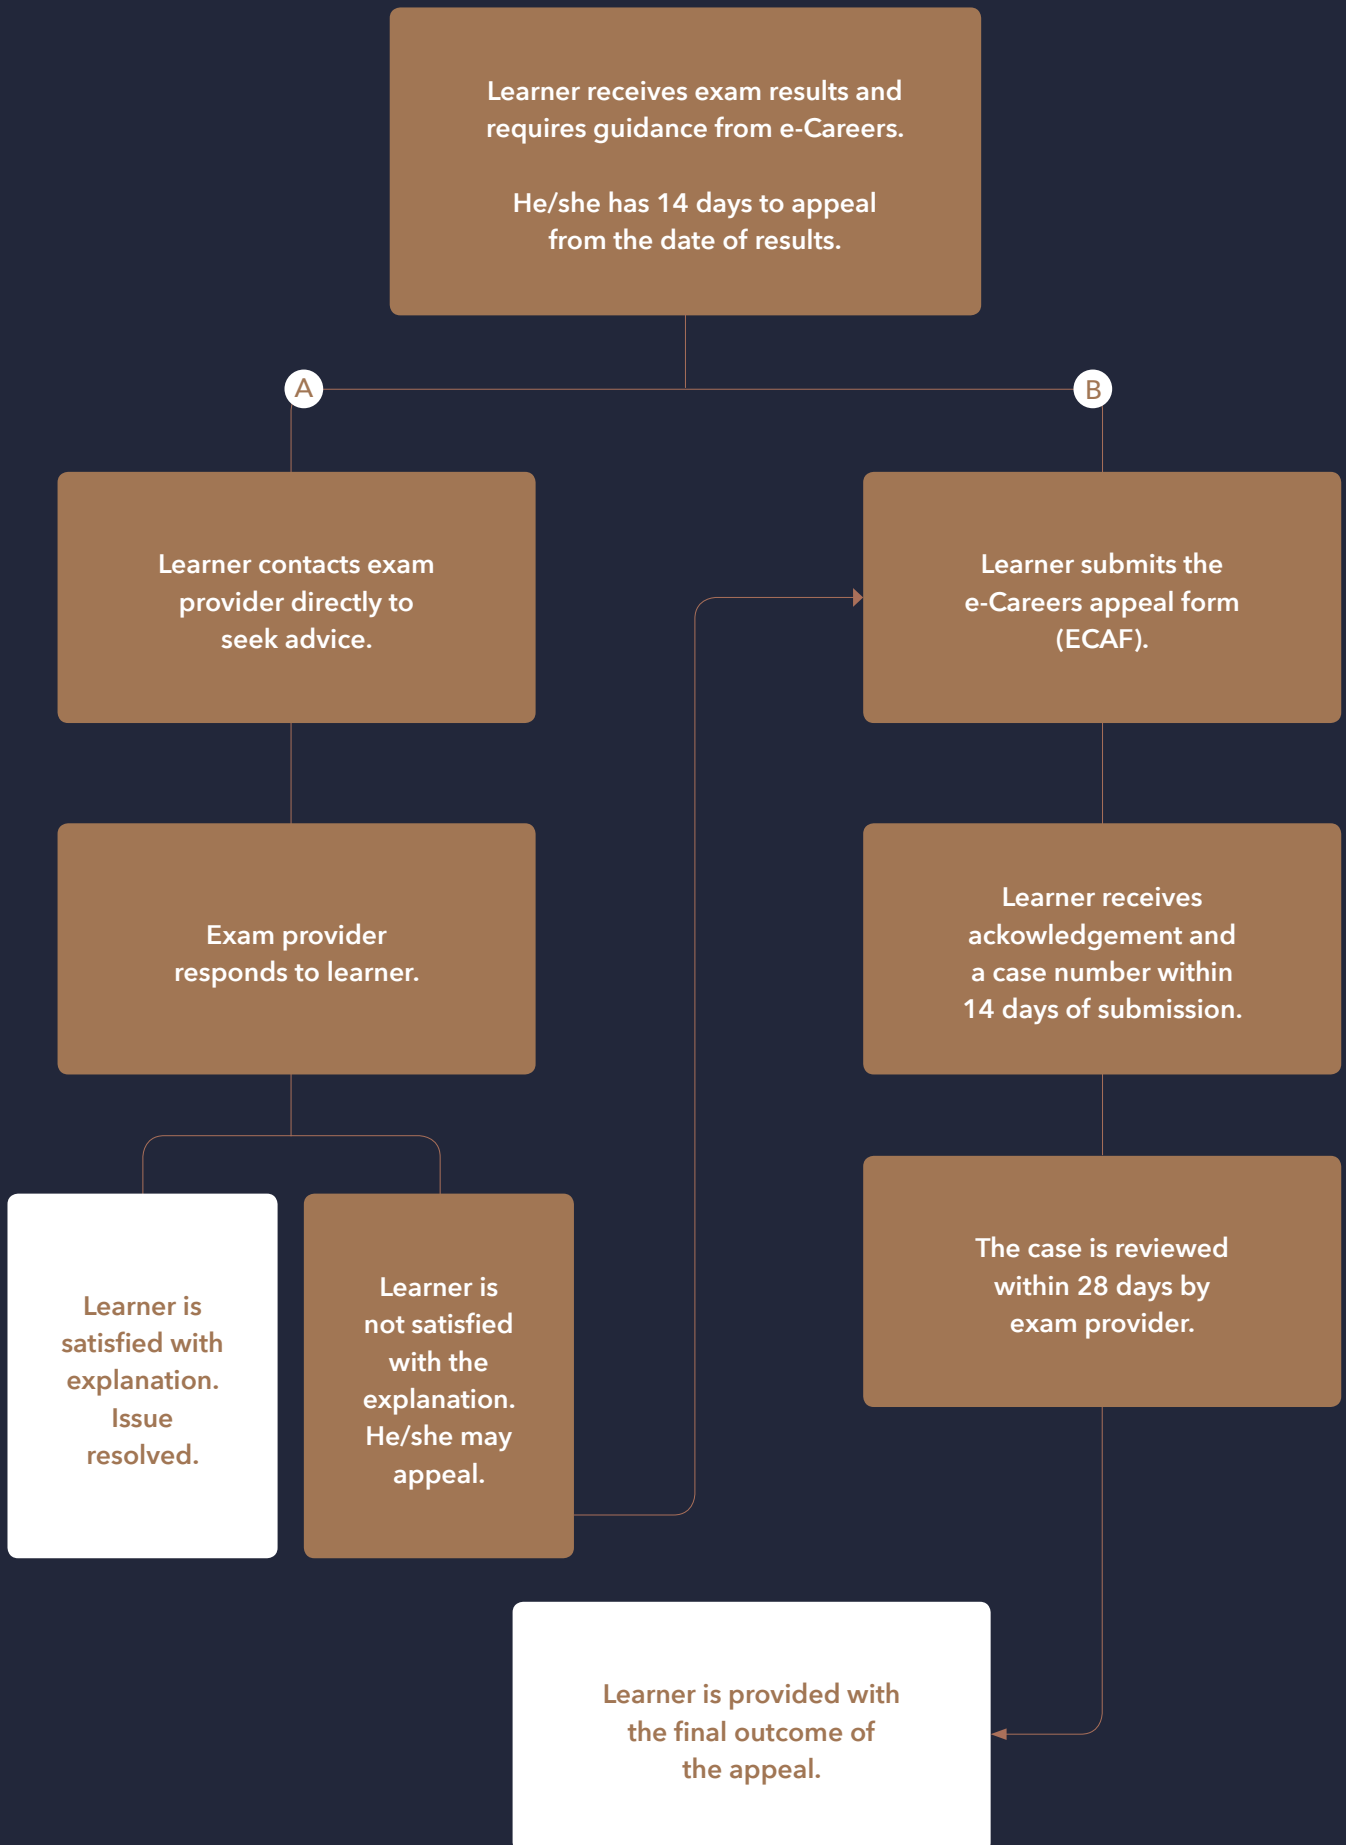 Learner receives exam results and
requires guidance from e-Careers.
He/she has 14 days to appeal
from the date of results.
A
B
Learner contacts exam
provider directly to
seek advice.
Learner submits the
e-Careers appeal form
(ECAF).
Exam provider
responds to learner.
Learner receives
ackowledgement and
a case number within
14 days of submission.
Learner is
satisfied with
explanation.
Issue
resolved.
Learner is
not satisfied
with the
explanation.
He/she may
appeal.
The case is reviewed
within 28 days by
exam provider.
Learner is provided with
the final outcome of
the appeal.